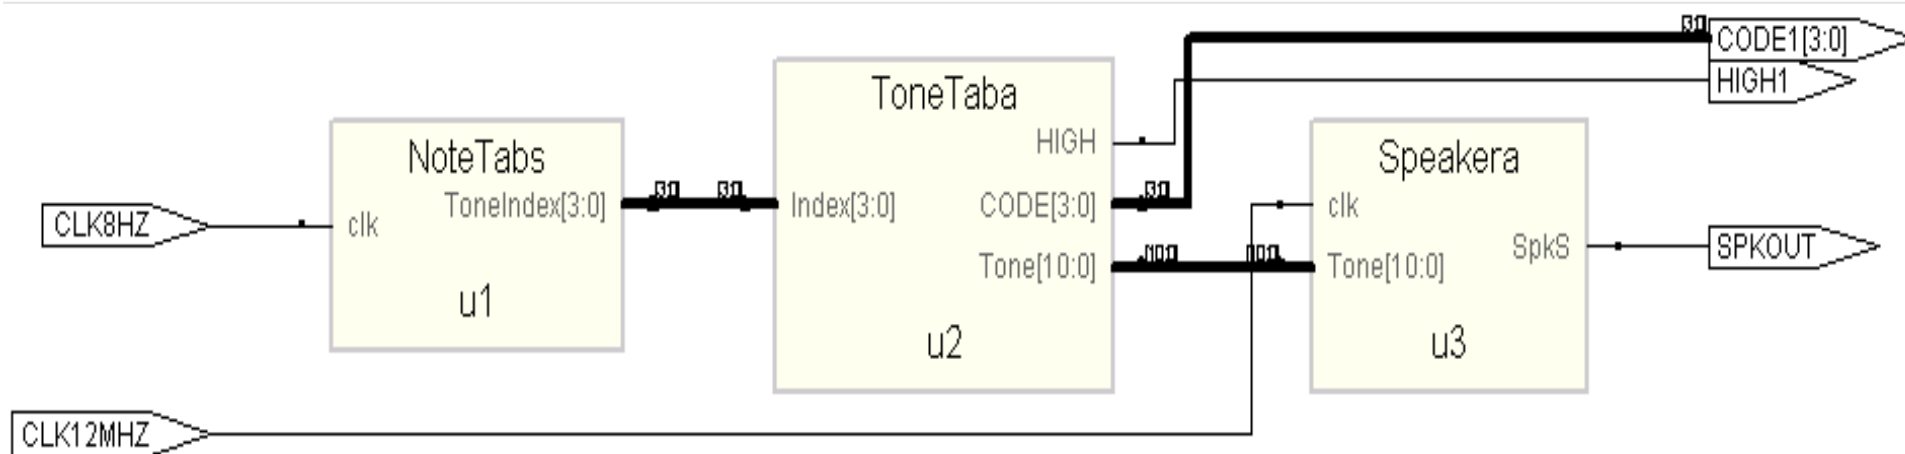 CODE1[3:0]
HIGH1
ToneTaba
HIGH
NoteTabs
ToneIndex[3:0]
clk
u1
CLK8HZ
Index[3:0]
CODE[3:0]
Tone[10:0]
u2
Speakera
clk
Tone[10:0]
SpkS
u3
SPKOUT
CLK12MHZ